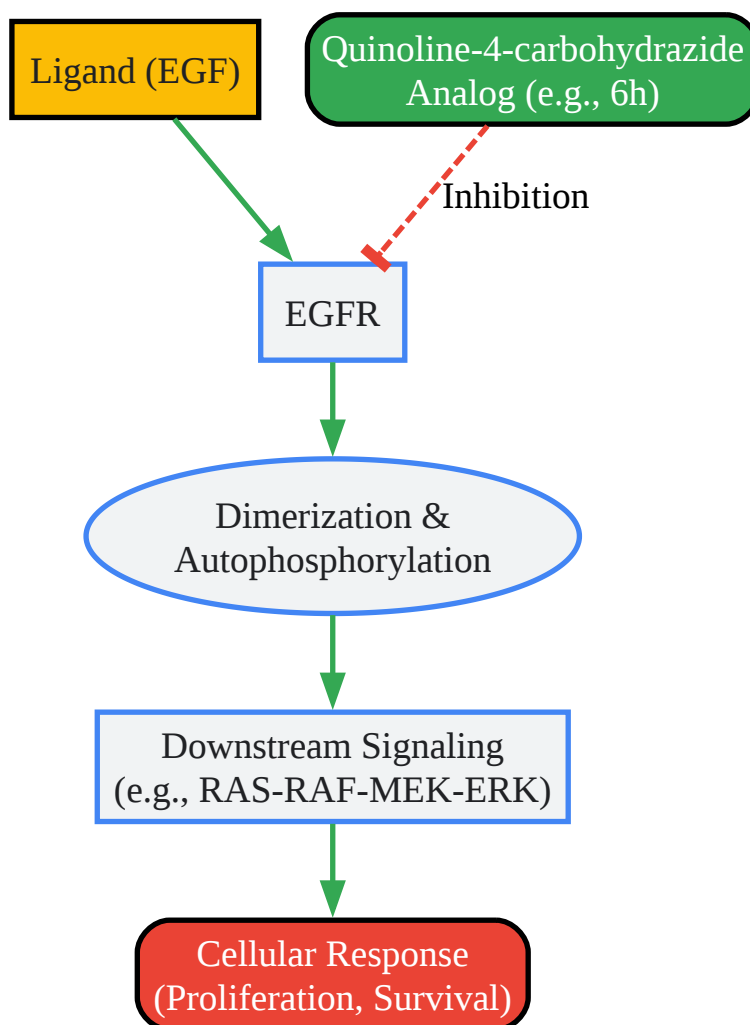 Ligand (EGF)
Quinoline-4-carbohydrazide
Analog (e.g., 6h)
Inhibition
EGFR
Dimerization &
Autophosphorylation
Downstream Signaling
(e.g., RAS-RAF-MEK-ERK)
Cellular Response
(Proliferation, Survival)